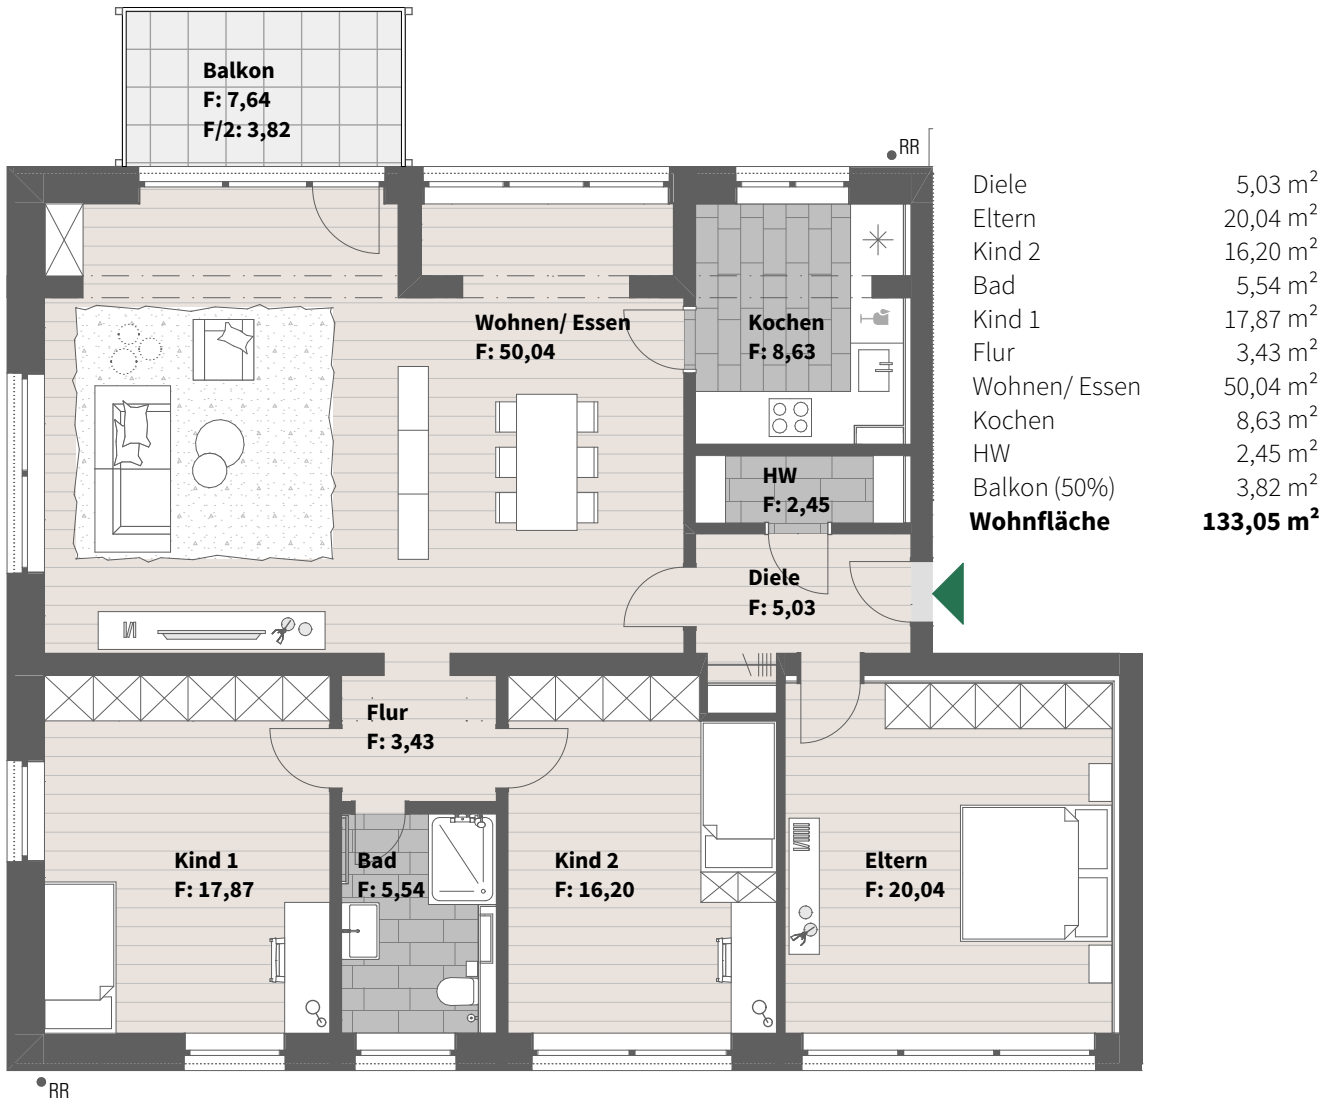 Balkon
F: 7,64
F/2: 3,82
RR
Diele 5,03 m²
Eltern 20,04 m²
Kind 2 16,20 m²
Bad 5,54 m²
Kind 1 17,87 m²
Flur 3,43 m²
Wohnen/ Essen 50,04 m²
Kochen 8,63 m²
HW 2,45 m²
Balkon (50%) 3,82 m²
Wohnfläche 133,05 m²
Wohnen/ Essen
F: 50,04
Kochen
F: 8,63
HW
F: 2,45
Diele
F: 5,03
Flur
F: 3,43
Kind 1
F: 17,87
Bad
F: 5,54
Kind 2
F: 16,20
Eltern
F: 20,04
RR